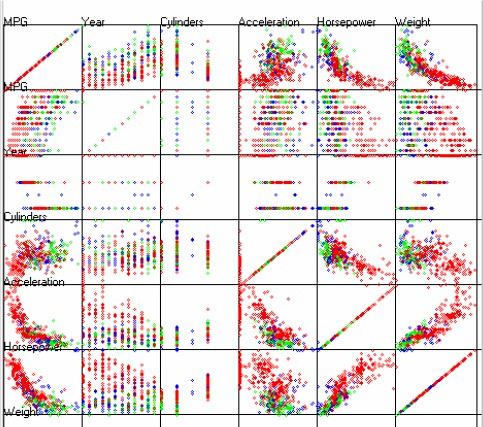 MPG Year Cylinders Acceleration Horsepower Weight
MPG
Year
Cylinders
Acceleration
Horsepower
Weight